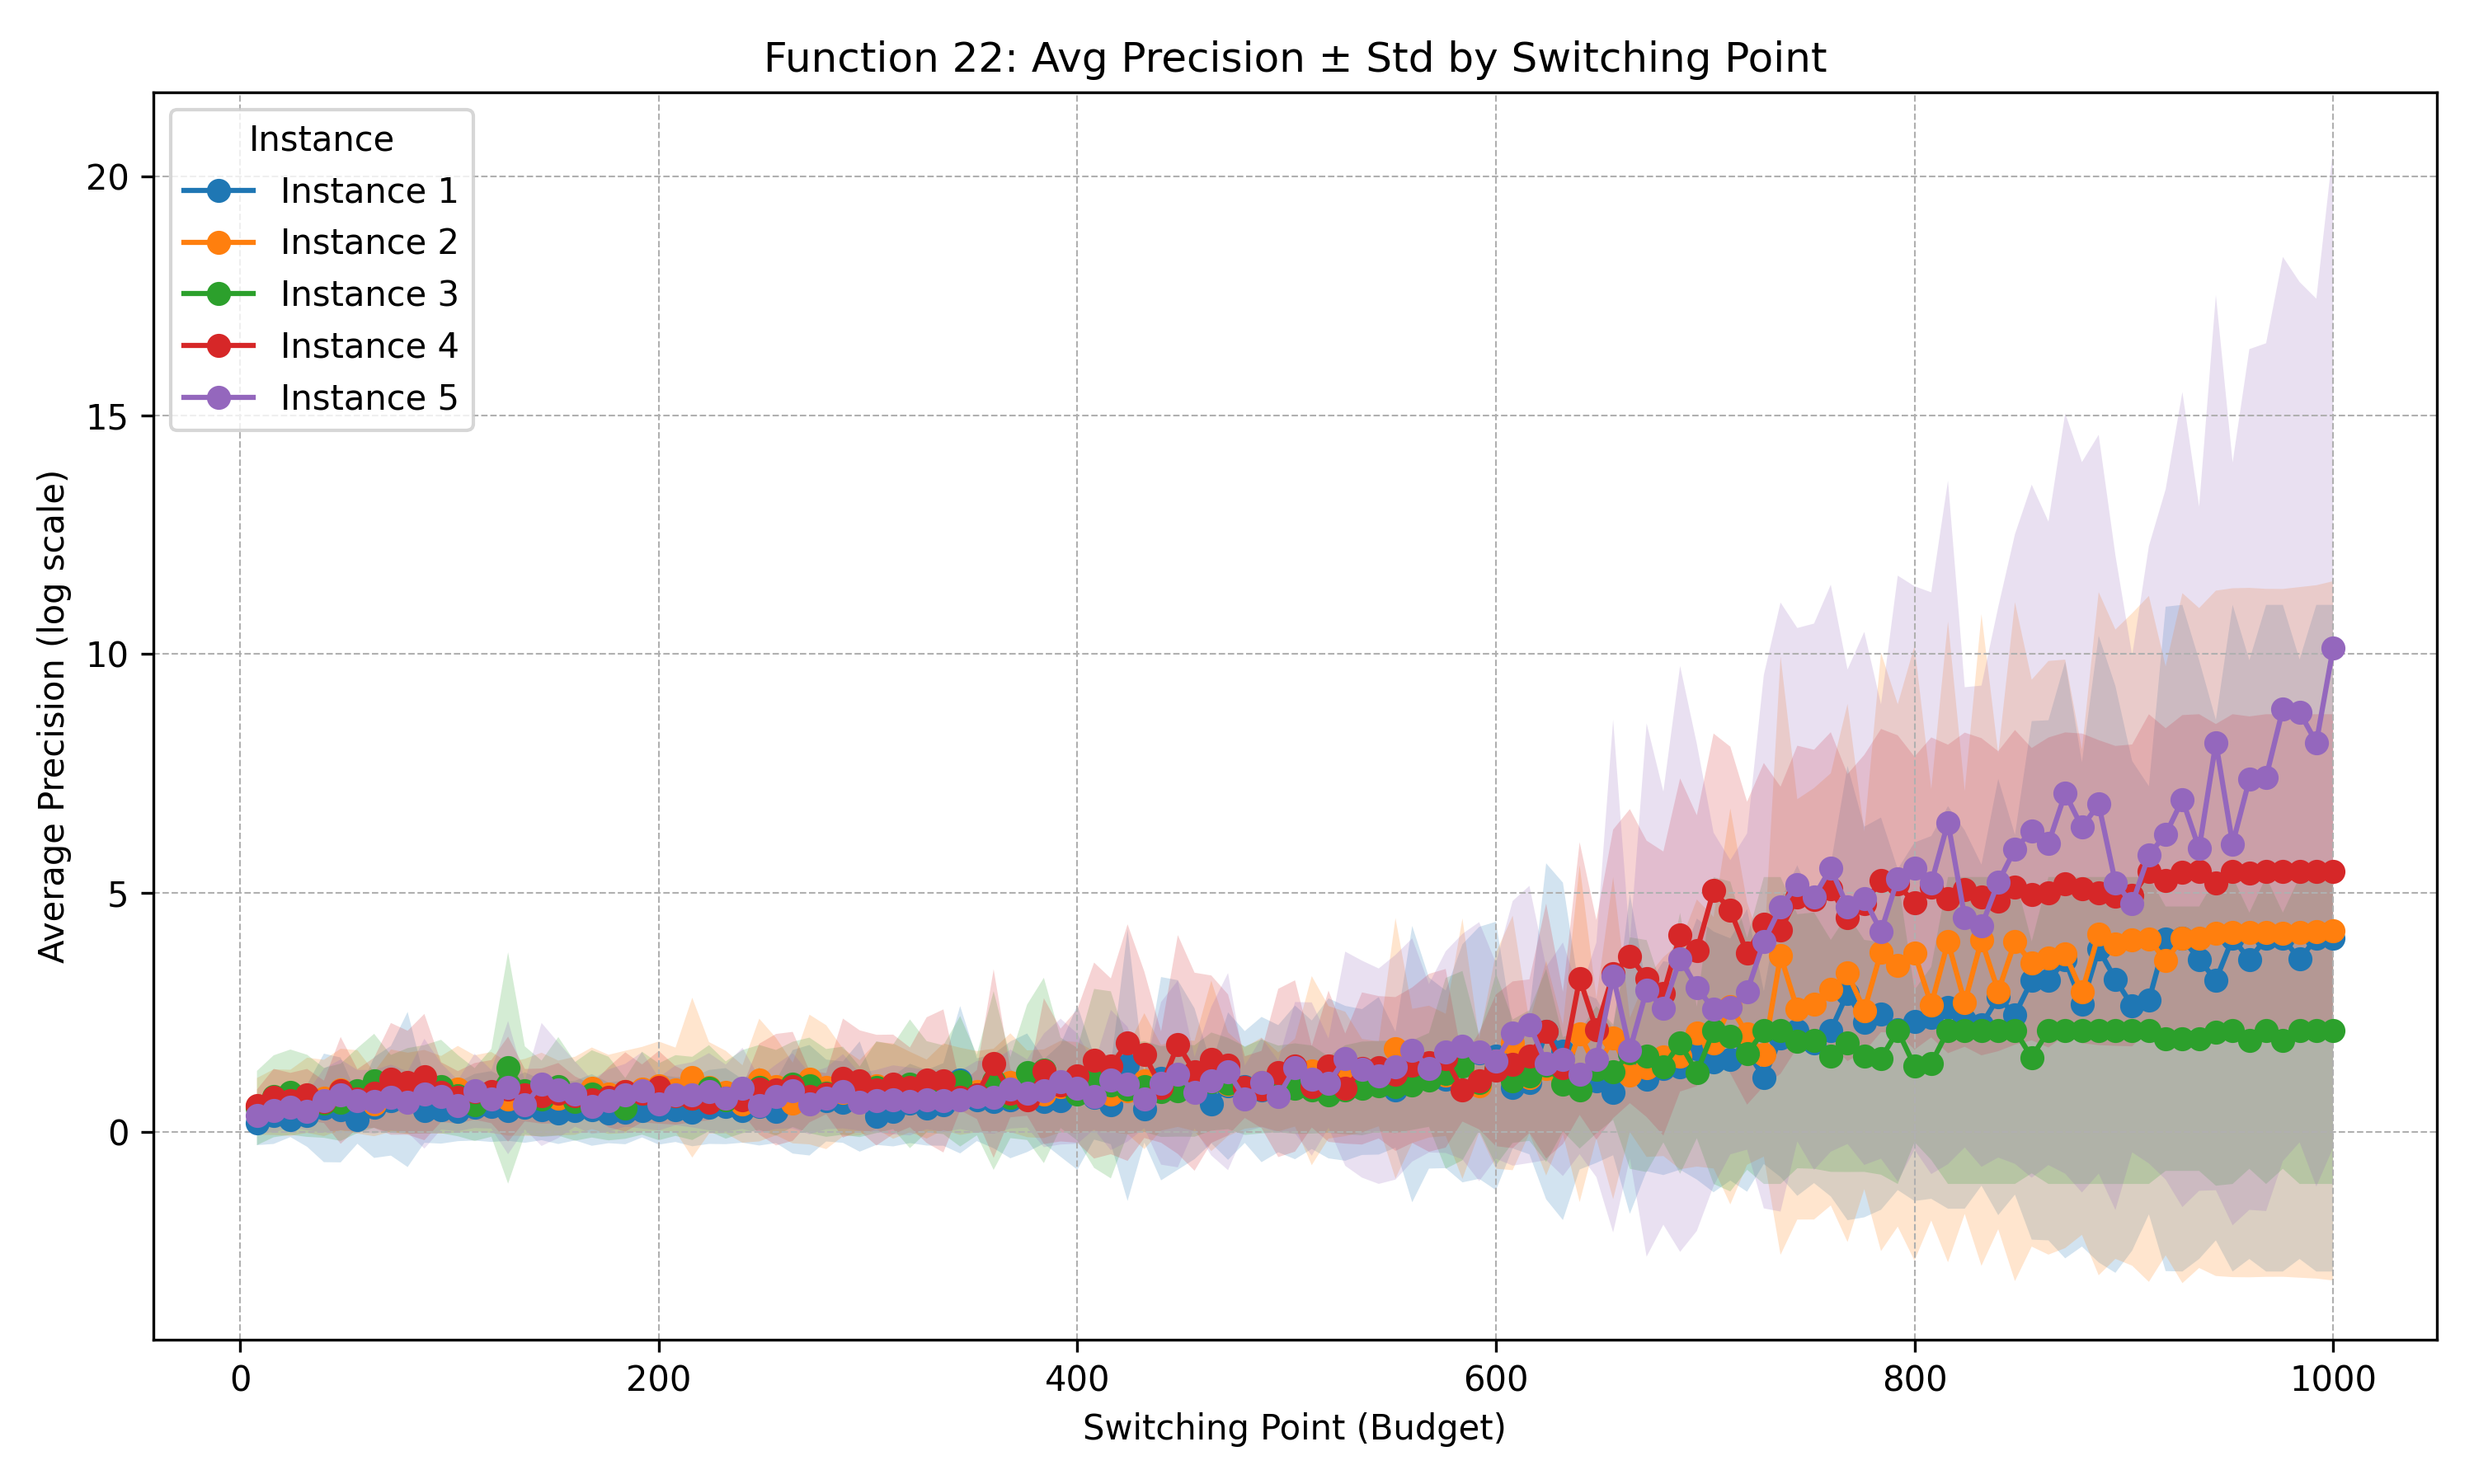 Function 22: Avg Precision ± Std by Switching Point
Instance
Instance 1
Instance 2
Instance 3
Instance 4
Instance 5
Average Precision (log scale)
20
15
10
5
0
0 200 400 600 800 1000
Switching Point (Budget)